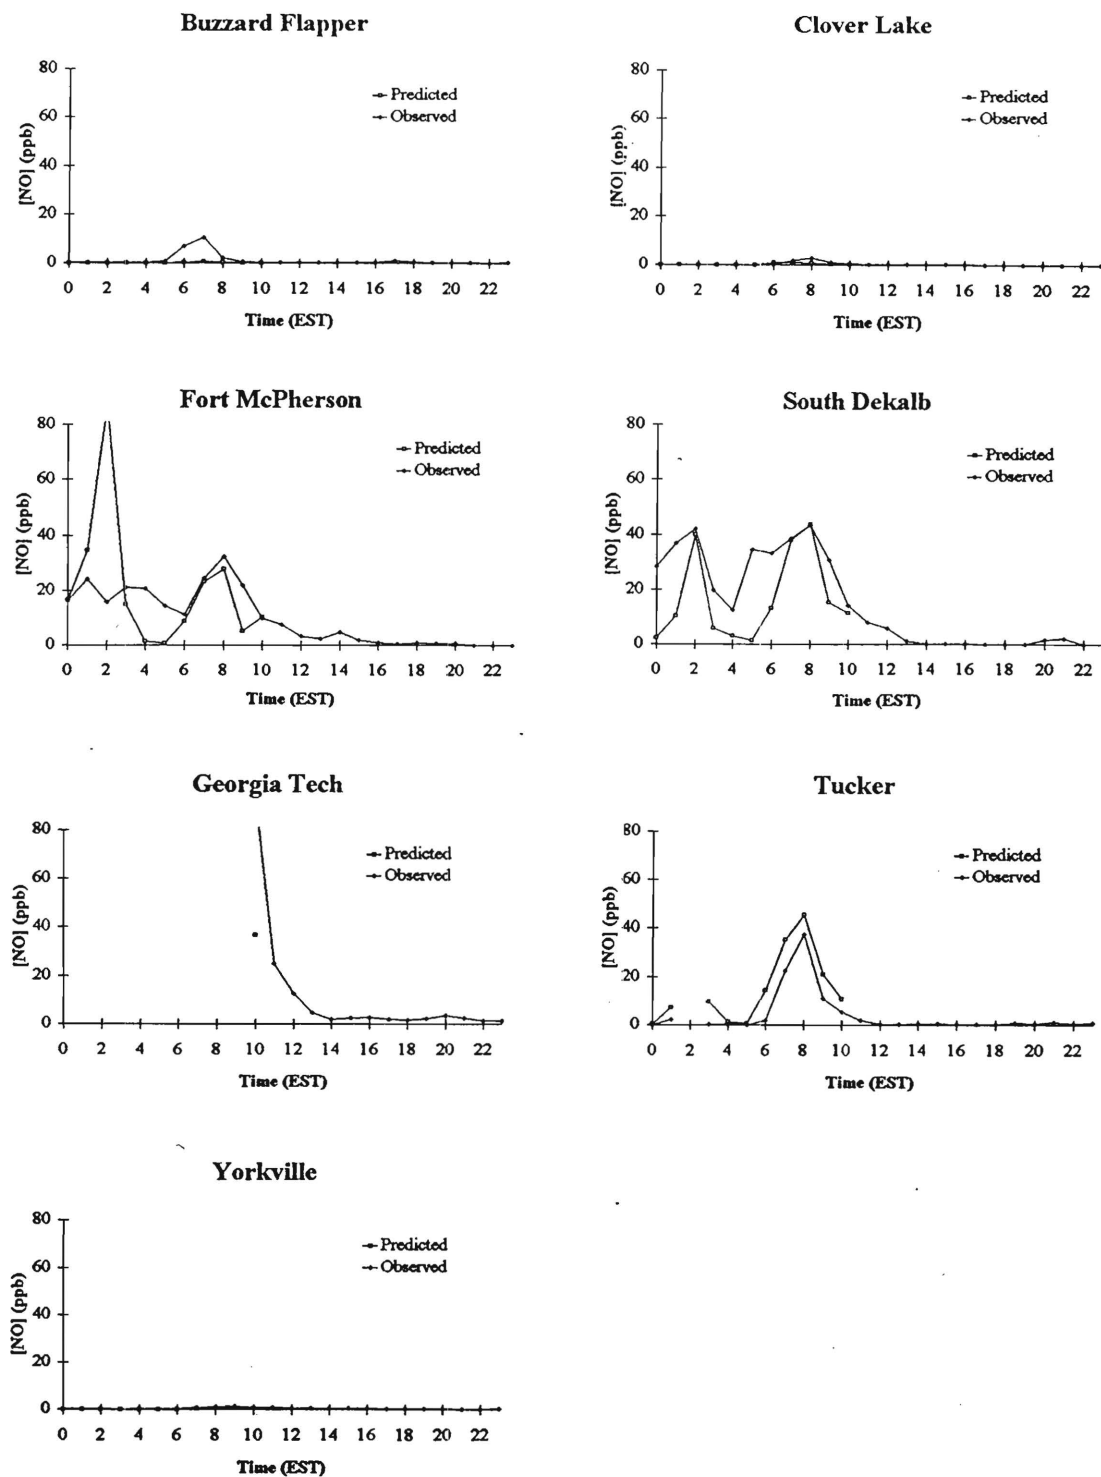 Buzzard Flapper
80
60
40
20
0
[NO] (ppb)
Predicted
Observed
0 2 4 6 8 10 12 14 16 18 20 22
Time (EST)
Clover Lake
80
60
40
20
0
[NO] (ppb)
Predicted
Observed
0 2 4 6 8 10 12 14 16 18 20 22
Time (EST)
Fort McPherson
80
60
40
20
0
[NO] (ppb)
Predicted
Observed
0 2 4 6 8 10 12 14 16 18 20 22
Time (EST)
South Dekalb
80
60
40
20
0
[NO] (ppb)
Predicted
Observed
0 2 4 6 8 10 12 14 16 18 20 22
Time (EST)
Georgia Tech
80
60
40
20
0
[NO] (ppb)
Predicted
Observed
0 2 4 6 8 10 12 14 16 18 20 22
Time (EST)
Tucker
80
60
40
20
0
[NO] (ppb)
Predicted
Observed
0 2 4 6 8 10 12 14 16 18 20 22
Time (EST)
Yorkville
80
60
40
20
0
[NO] (ppb)
Predicted
Observed
0 2 4 6 8 10 12 14 16 18 20 22
Time (EST)